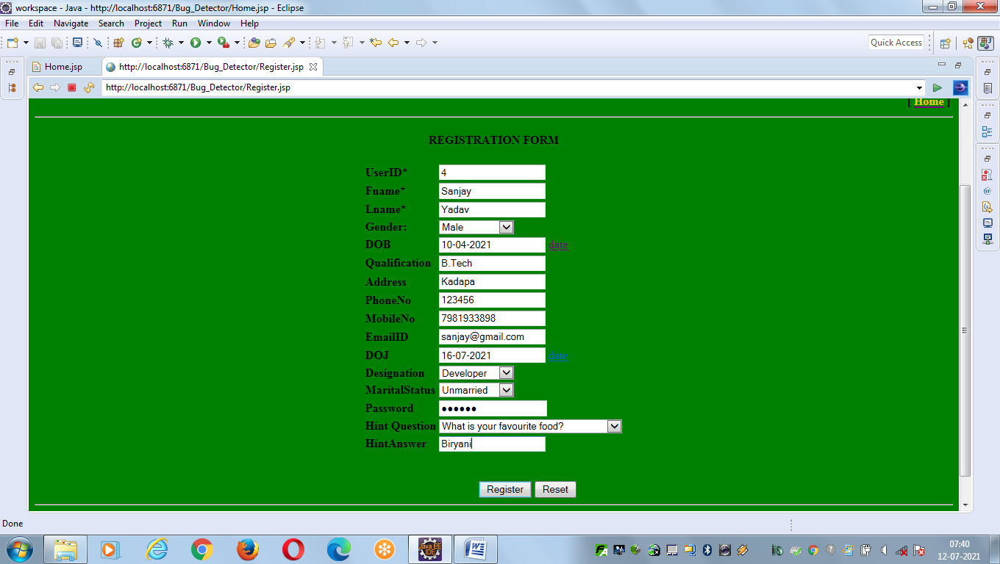 workspace - Java - http://localhost:6871/Bug_Detector/Home.jsp - Eclipse
File Edit Navigate Search Project Run Window Help
Quick Access
Home.jsp http://localhost:6871/Bug_Detector/Register.jsp
http://localhost:6871/Bug_Detector/Register.jsp
[ Home ]
REGISTRATION FORM
UserID* 4
Fname* Sanjay
Lname* Yadav
Gender: Male
DOB 10-04-2021 date
Qualification B.Tech
Address Kadapa
PhoneNo 123456
MobileNo 7981933898
EmailID sanjay@gmail.com
DOJ 16-07-2021 date
Designation Developer
MaritalStatus Unmarried
Password ●●●●●●
Hint Question What is your favourite food?
HintAnswer Biryani
Register Reset
Done
Java EE
IDE
07:40
12-07-2021